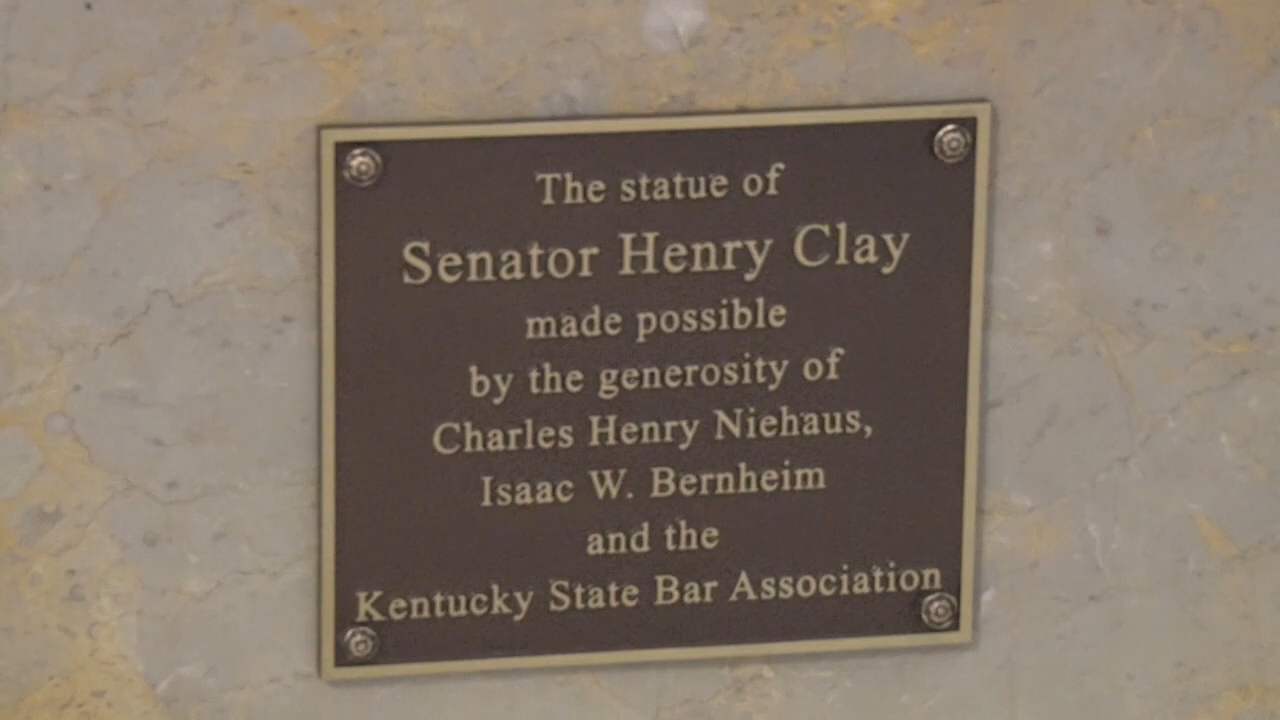 The statue of
Senator Henry Clay
made possible
by the generosity of
Charles Henry Niehaus,
Isaac W. Bernheim
and the
Kentucky State Bar Association